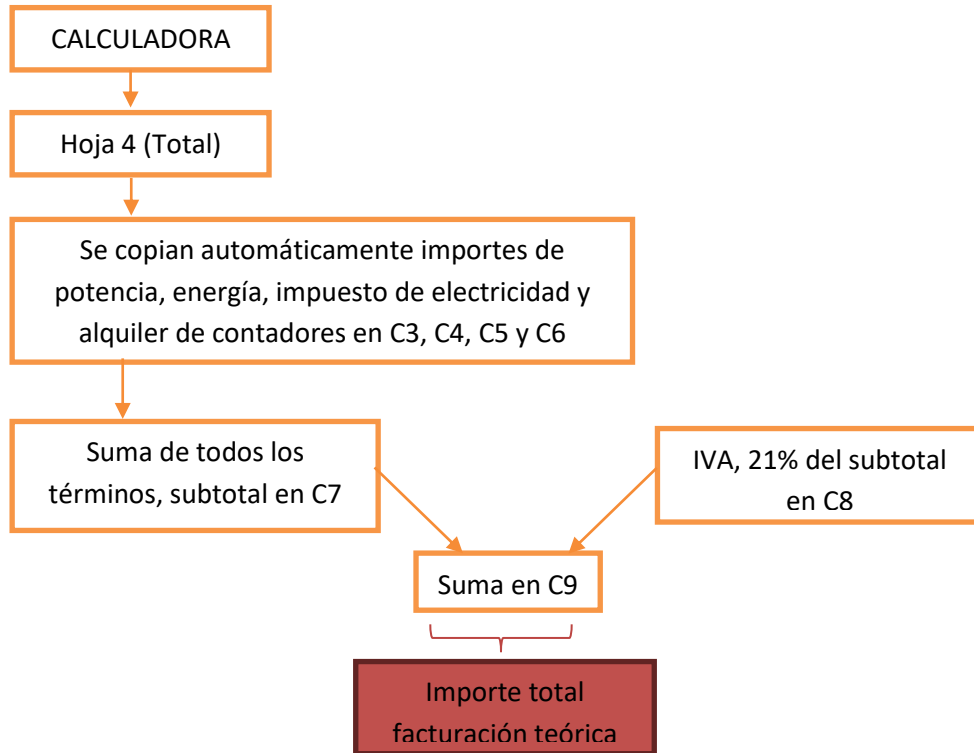 CALCULADORA
Hoja 4 (Total)
Se copian automáticamente importes de
potencia, energía, impuesto de electricidad y
alquiler de contadores en C3, C4, C5 y C6
Suma de todos los
términos, subtotal en C7
IVA, 21% del subtotal
en C8
Suma en C9
Importe total
facturación teórica